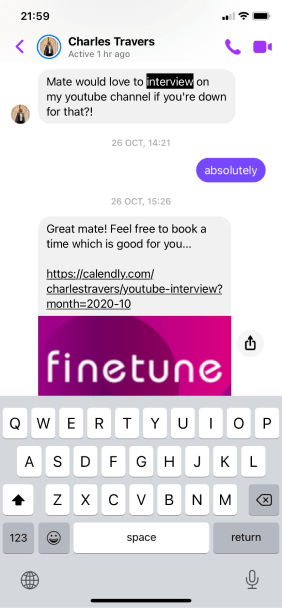 21:59
Charles Travers
Active 1 hr ago
Mate would love to interview on
my youtube channel if you're down
for that?!
26 OCT, 14:21
absolutely
26 OCT, 15:26
Great mate! Feel free to book a
time which is good for you...
https://calendly.com/
charlestravers/youtube-interview?
month=2020-10
finetune
Q W E R T Y U I O P
A S D F G H J K L
Z X C V B N M
123 space return